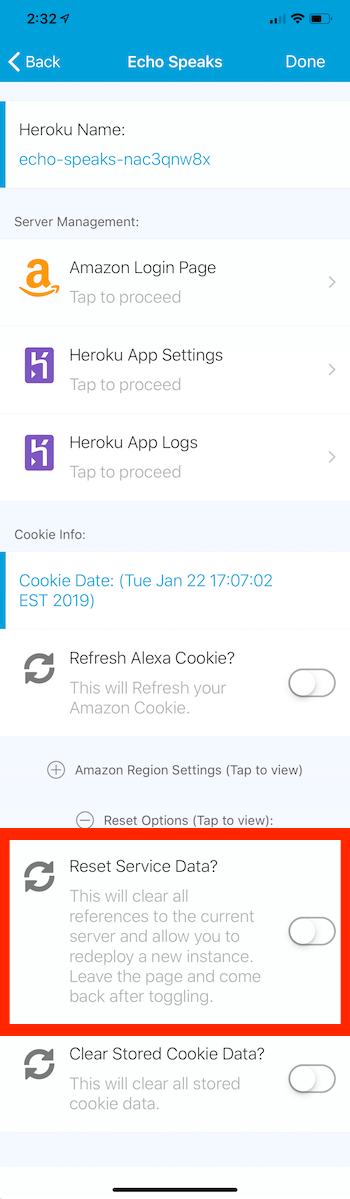 2:32
Back
Echo Speaks
Done
Heroku Name:
echo-speaks-nac3qnw8x
Server Management:
Amazon Login Page
Tap to proceed
Heroku App Settings
Tap to proceed
Heroku App Logs
Tap to proceed
Cookie Info:
Cookie Date: (Tue Jan 22 17:07:02
EST 2019)
Refresh Alexa Cookie?
This will Refresh your
Amazon Cookie.
Amazon Region Settings (Tap to view)
Reset Options (Tap to view):
Reset Service Data?
This will clear all
references to the current
server and allow you to
redeploy a new instance.
Leave the page and come
back after toggling.
Clear Stored Cookie Data?
This will clear all stored
cookie data.